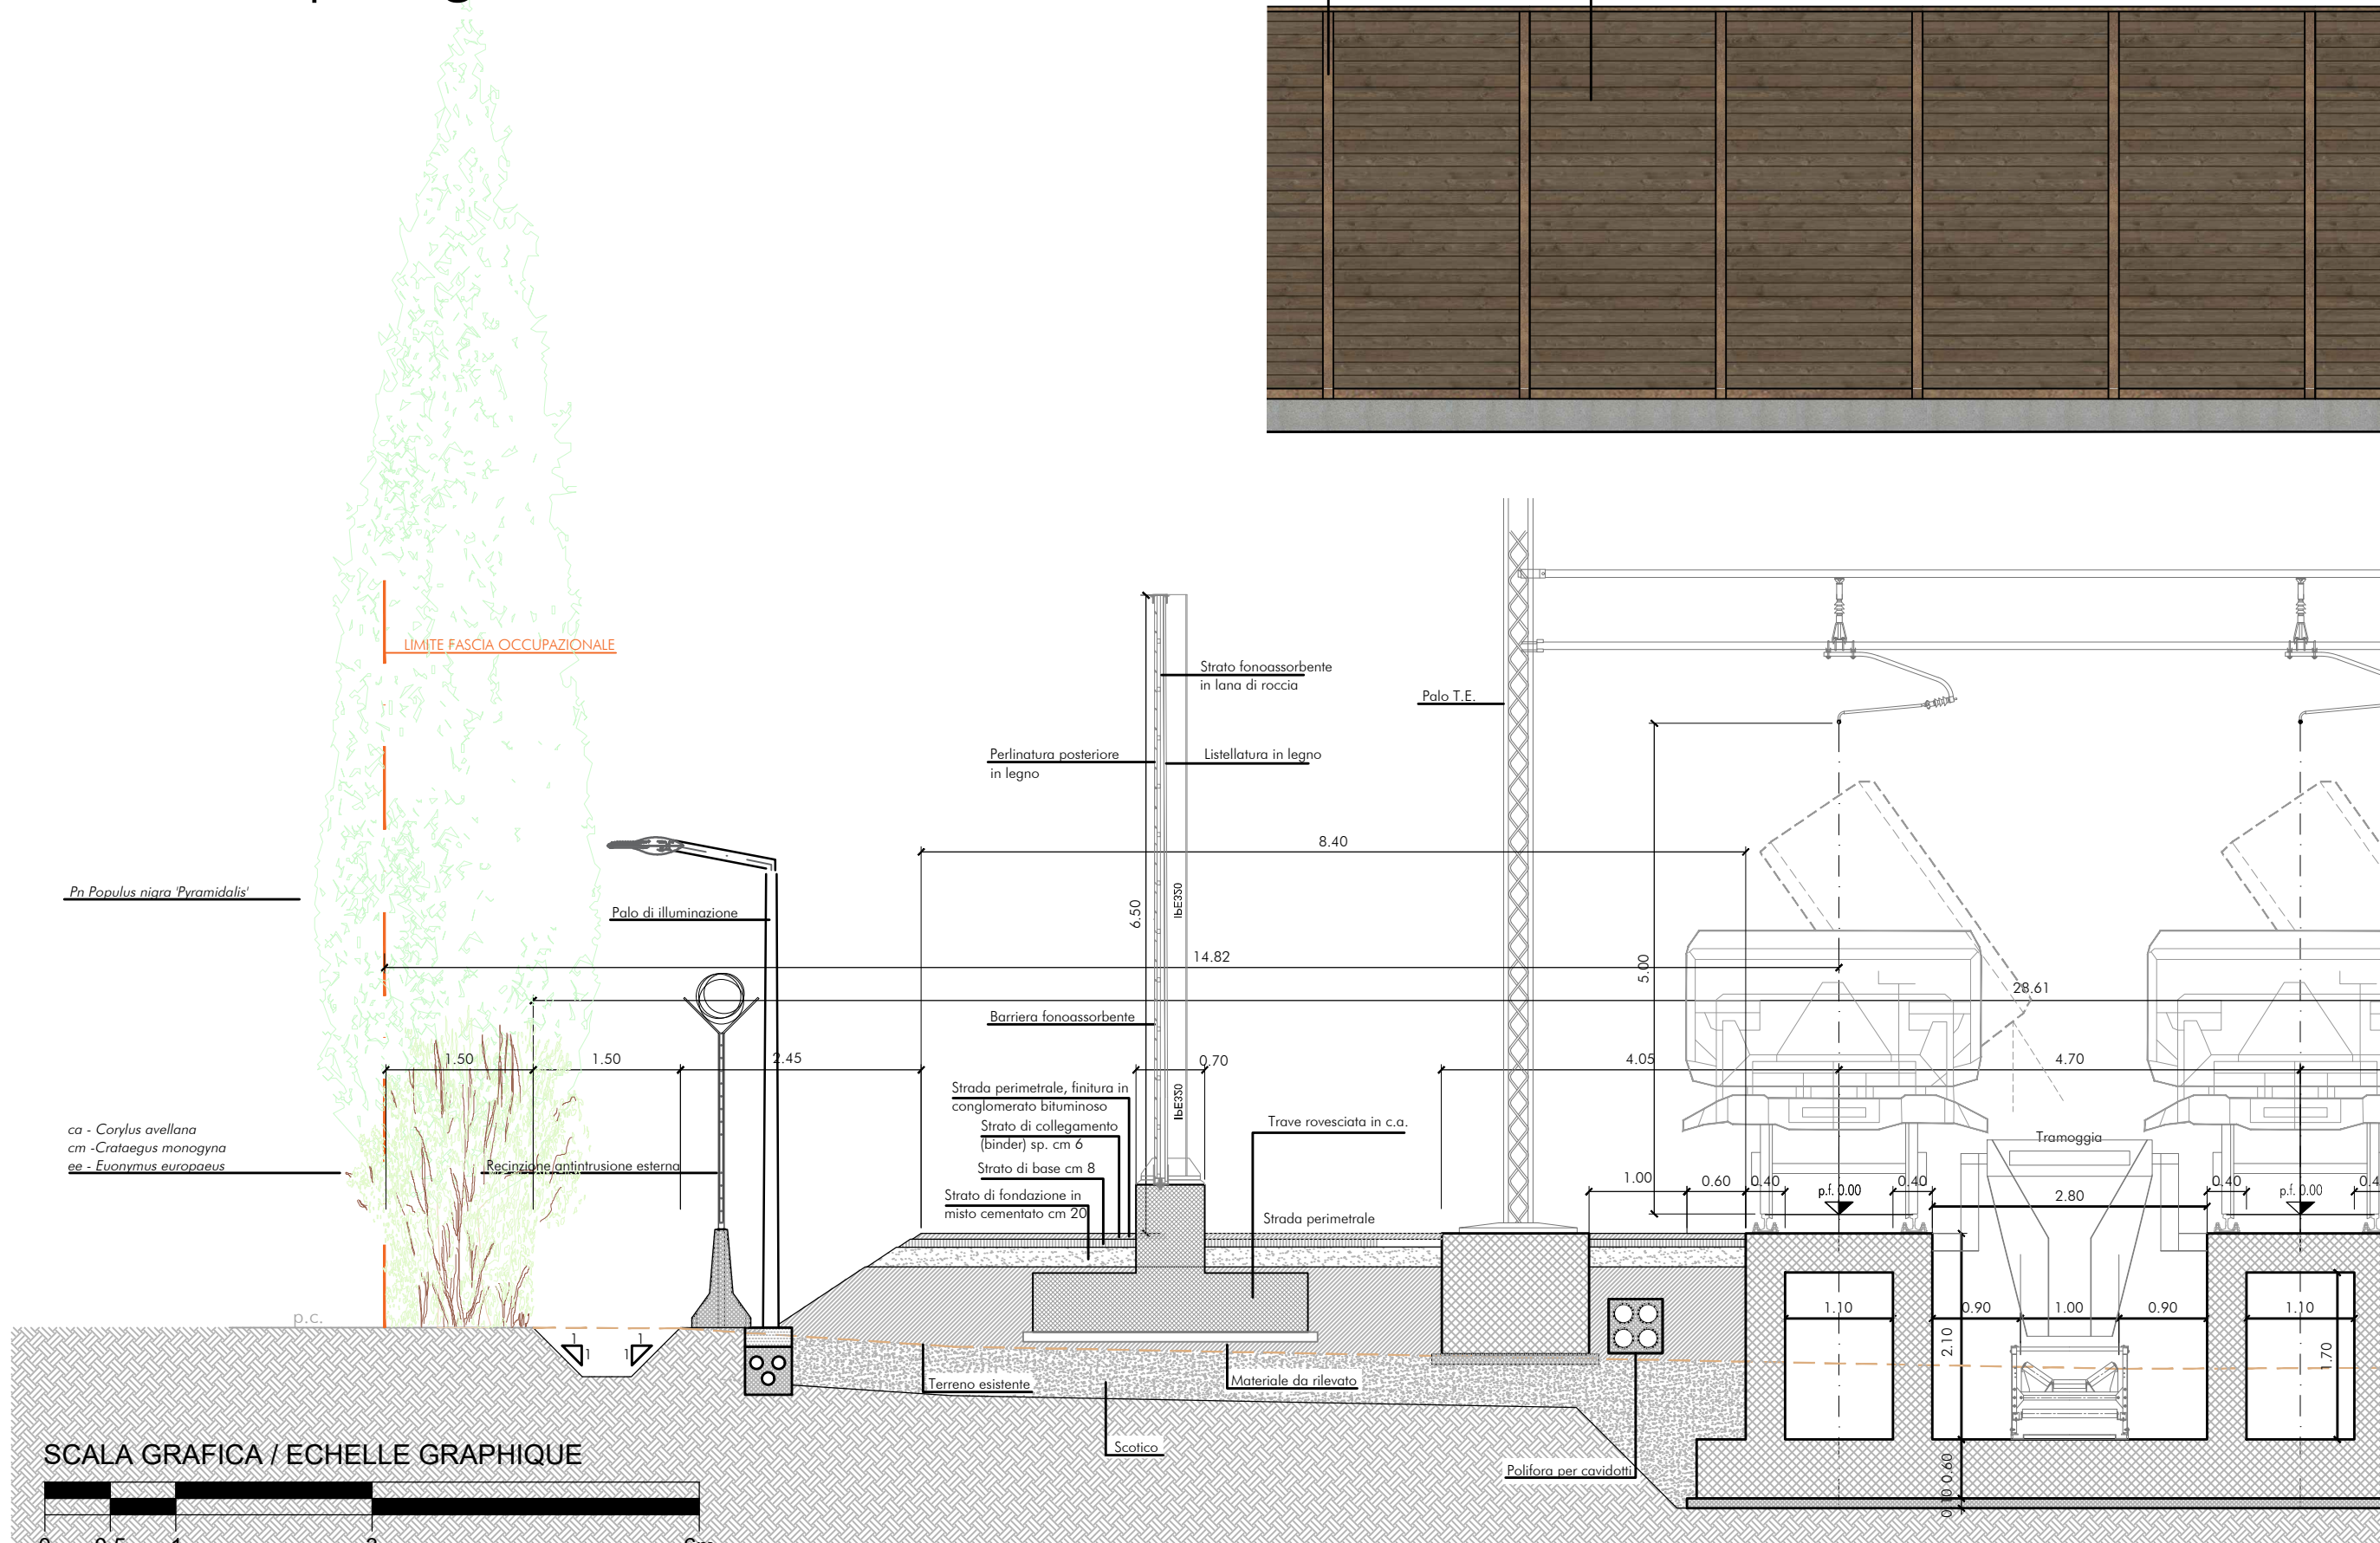 LIMITE FASCIA OCCUPAZIONALE
Strato fonoassorbente
in lana di roccia
Palo T.E.
Perlinatura posteriore
in legno
Listellatura in legno
8.40
Pn Populus nigra 'Pyramidalis'
Palo di illuminazione
6.50
IPE330
14.82
5.00
28.61
Barriera fonoassorbente
1.50
1.50
2.45
0.70
4.05
4.70
Strada perimetrale, finitura in
conglomerato bituminoso
IPE330
Strato di collegamento
(binder) sp. cm 6
Trave rovesciata in c.a.
ca - Corylus avellana
cm -Crataegus monogyna
ee - Euonymus europaeus
Recinzione antintrusione esterna
Strato di base cm 8
Strato di fondazione in
misto cementato cm 20
Strada perimetrale
Tramoggia
1.00
0.60
0.40
p.f. 0.00
0.40
2.80
0.40
p.f. 0.00
p.c.
1
1
1
1
1.10
0.90
1.00
0.90
1.10
2.10
1.70
Terreno esistente
Materiale da rilevato
Scotico
Polifora per cavidotti
0.60
0.10
SCALA GRAFICA / ECHELLE GRAPHIQUE